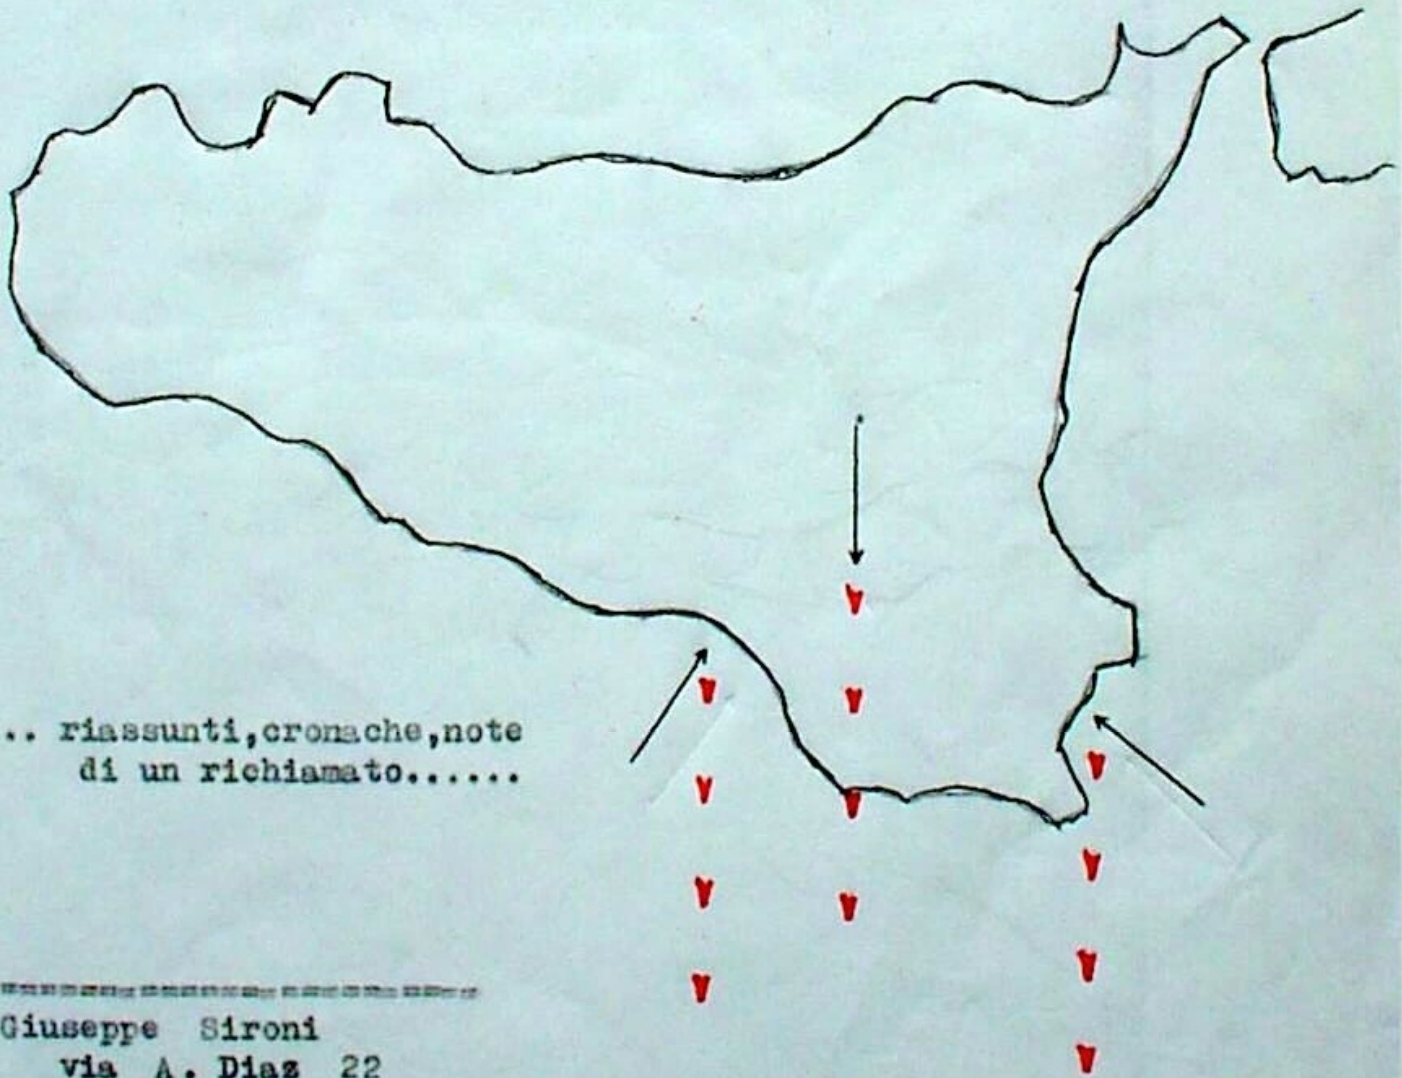 .. riassunti,cronache,note
di un richiamato......
===============================
Giuseppe Sironi
via A. Diaz 22